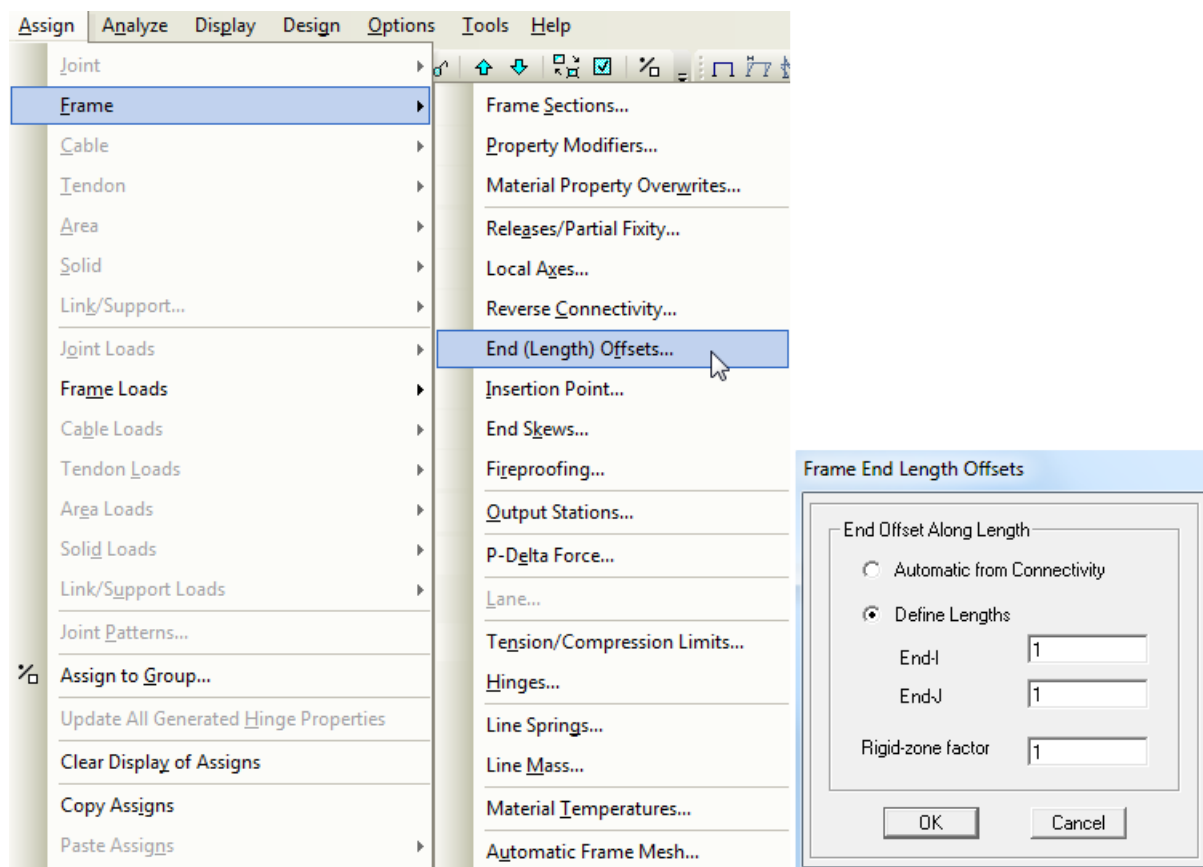 Assign Analyze Display Design Options Tools Help
Joint
Frame
Cable
Tendon
Area
Solid
Link/Support...
Joint Loads
Frame Loads
Cable Loads
Tendon Loads
Area Loads
Solid Loads
Link/Support Loads
Joint Patterns...
Assign to Group...
Update All Generated Hinge Properties
Clear Display of Assigns
Copy Assigns
Paste Assigns
Frame Sections...
Property Modifiers...
Material Property Overwrites...
Releases/Partial Fixity...
Local Axes...
Reverse Connectivity...
End (Length) Offsets...
Insertion Point...
End Skews...
Fireproofing...
Output Stations...
P-Delta Force...
Lane...
Tension/Compression Limits...
Hinges...
Line Springs...
Line Mass...
Material Temperatures...
Automatic Frame Mesh...
Frame End Length Offsets
End Offset Along Length
Automatic from Connectivity
Define Lengths
End-I 1
End-J 1
Rigid-zone factor 1
OK Cancel